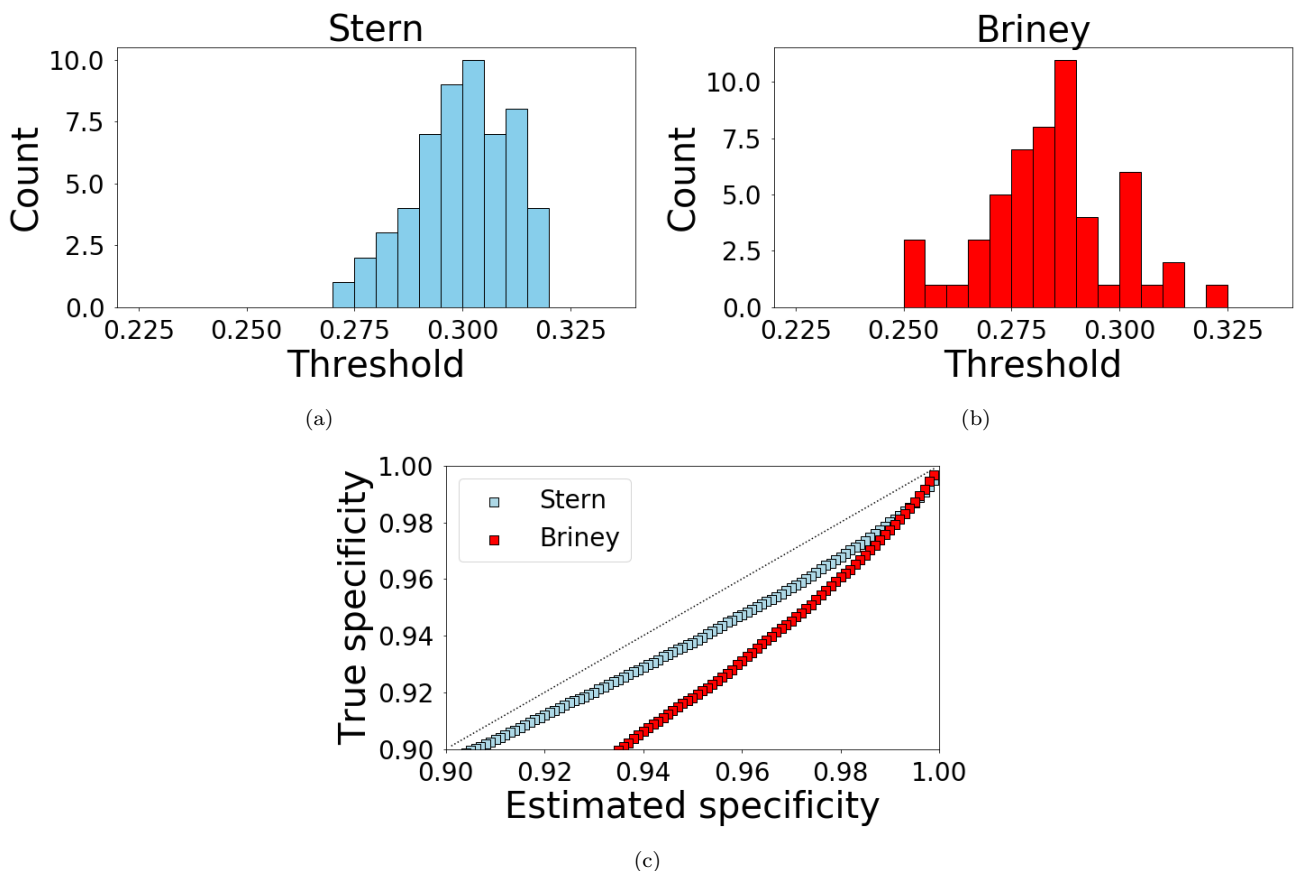 Stern
Count
10.0
7.5
5.0
2.5
0.0
0.225 0.250 0.275 0.300 0.325
Threshold
(a)
Briney
Count
10.0
7.5
5.0
2.5
0.0
0.225 0.250 0.275 0.300 0.325
Threshold
(b)
True specificity
1.00
0.98
0.96
0.94
0.92
0.90
Stern
Briney
0.90 0.92 0.94 0.96 0.98 1.00
Estimated specificity
(c)